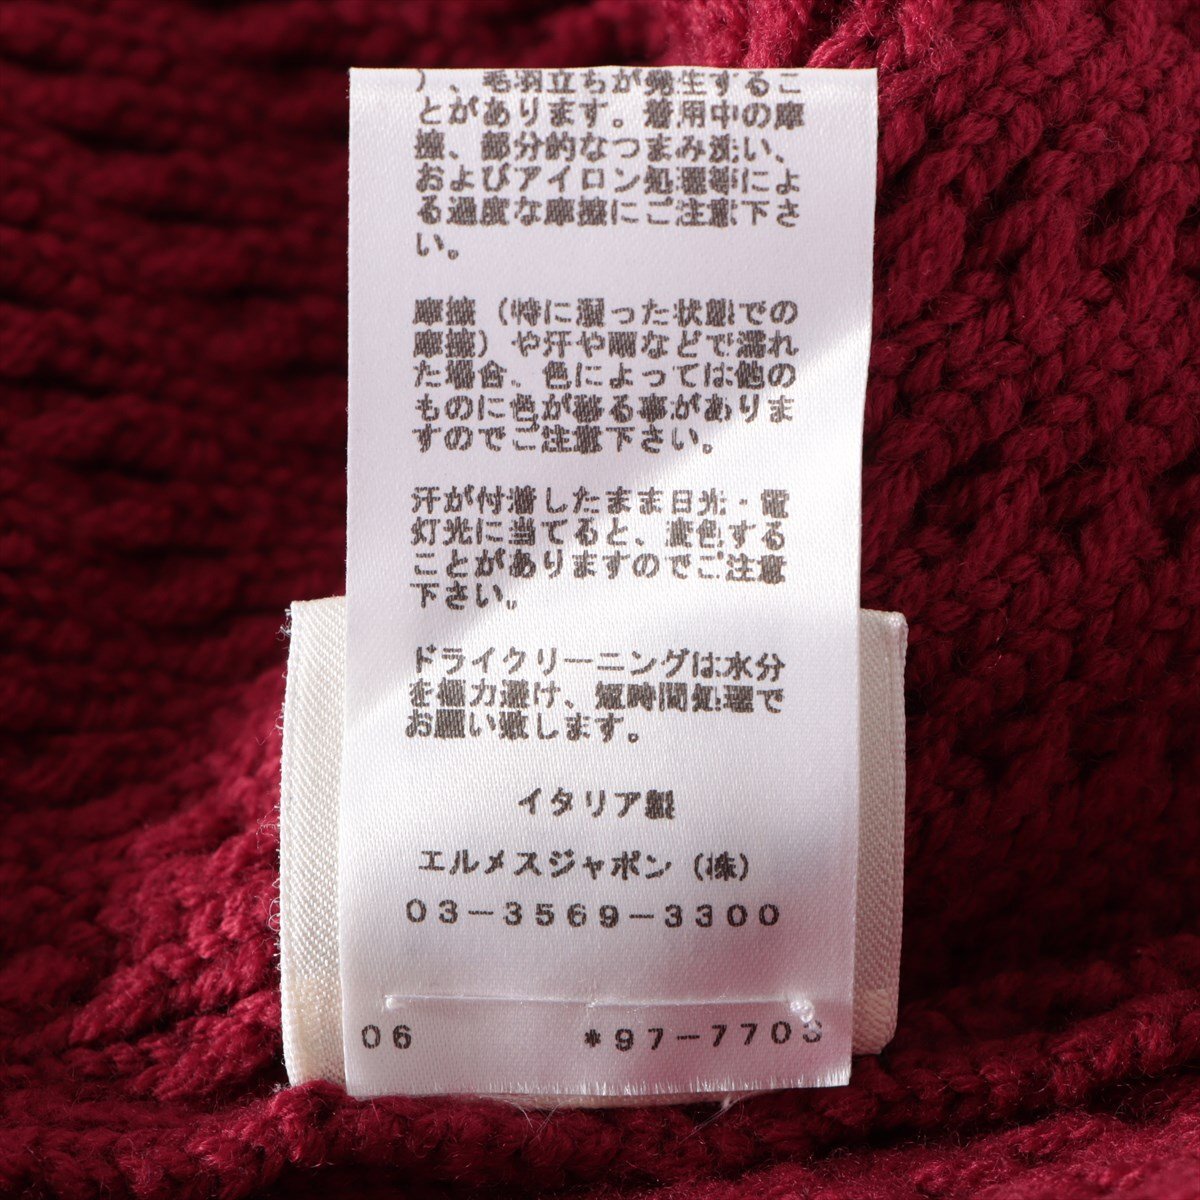 ）、毛羽立ちが発生するこ
とがあります。着用中の摩
擦、部分的なつまみ洗い、
およびアイロン処理等によ
る過度な摩擦にご注意下さ
い。
摩擦（特に湿った状態での
摩擦）や汗や雨などで濡れ
た場合、色によっては他の
ものに色が移る事がありま
すのでご注意下さい。
汗が付着したまま日光・電
灯光に当てると、変色する
ことがありますのでご注意
下さい。
ドライクリーニングは水分
を極力避け、短時間処理で
お願い致します。
イタリア製
エルメスジャポン（株）
03-3569-3300
06 *97-7703